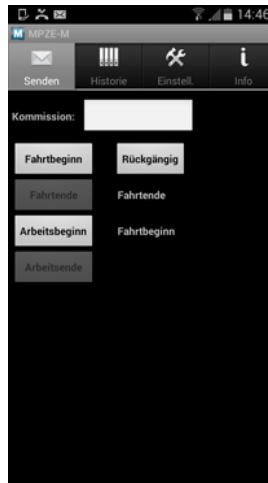 14:46
M MPZE-M
Senden Historie Einstell. Info
Kommission:
Fahrtbeginn Rückgängig
Fahrtende Fahrtende
Arbeitsbeginn Fahrtbeginn
Arbeitsende